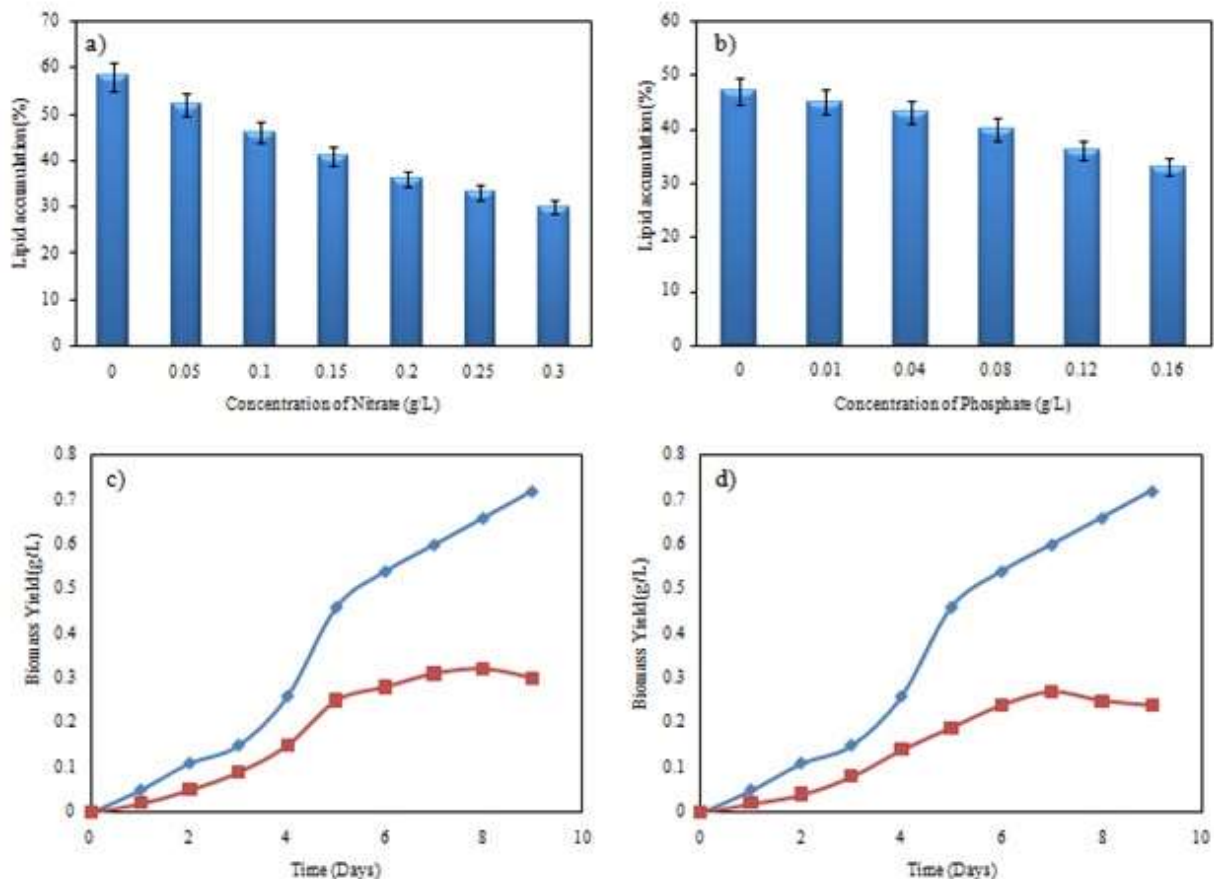 a)
70
60
50
40
30
20
10
0
Lipid accumulation(%)
0 0.05 0.1 0.15 0.2 0.25 0.3
Concentration of Nitrate (g/L)
b)
60
50
40
30
20
10
0
Lipid accumulation(%)
0 0.01 0.04 0.08 0.12 0.16
Concentration of Phosphate (g/L)
c)
0.8
0.7
0.6
0.5
0.4
0.3
0.2
0.1
0
Biomass Yield(g/L)
0 2 4 6 8 10
Time (Days)
d)
0.8
0.7
0.6
0.5
0.4
0.3
0.2
0.1
0
Biomass Yield(g/L)
0 2 4 6 8 10
Time (Days)